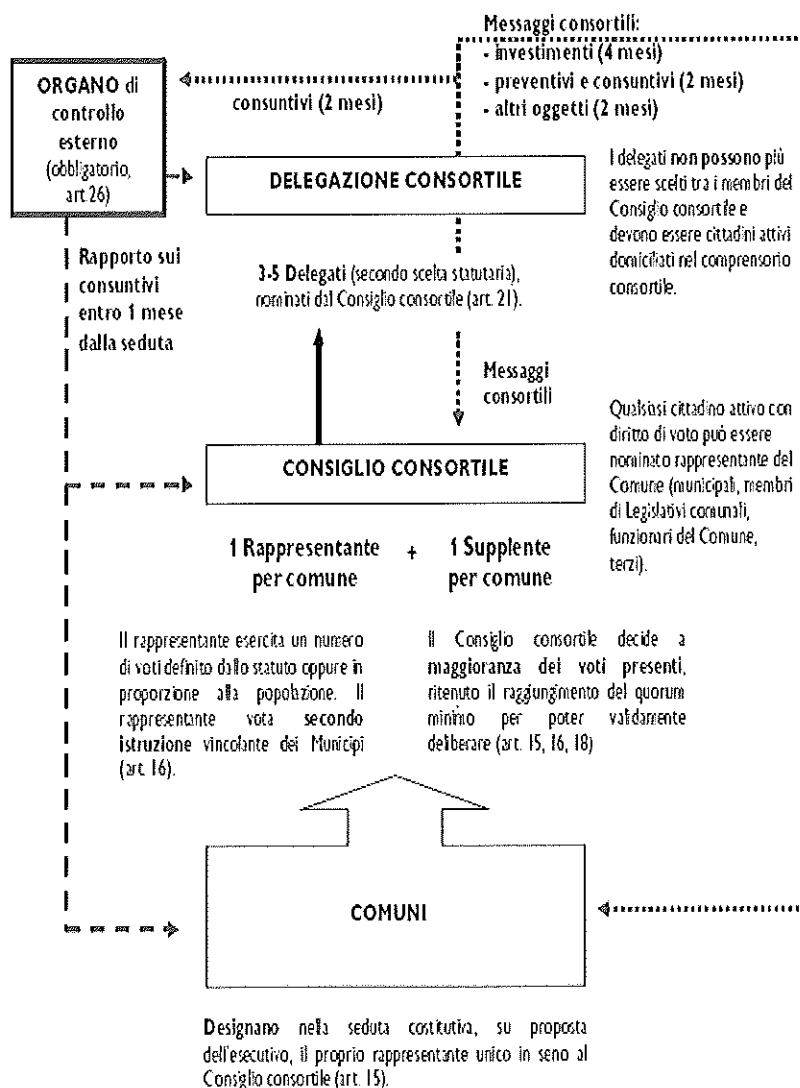 Messaggi consortili:
- investimenti (4 mesi)
- preventivi e consuntivi (2 mesi)
- altri oggetti (2 mesi)
ORGANO di
controllo
esterno
(obbligatorio,
art.26)
consuntivi (2 mesi)
DELEGAZIONE CONSORTILE
I delegati non possono più
essere scelti tra i membri del
Consiglio consortile e
devono essere cittadini attivi
domiciliati nel comprensorio
consortile.
Rapporto sui
consuntivi
entro 1 mese
dalla seduta
3-5 Delegati (secondo scelta statutaria),
nominati dal Consiglio consortile (art. 21).
Messaggi
consortili
CONSIGLIO CONSORTILE
Qualsiasi cittadino attivo con
diritto di voto può essere
nominato rappresentante del
Comune (municipali, membri
di Legislativi comunali,
funzionari del Comune,
terzi).
1 Rappresentante + 1 Supplente
per comune per comune
Il rappresentante esercita un numero
di voti definito dallo statuto oppure in
proporzione alla popolazione. Il
rappresentante vota secondo
istruzione vincolante dei Municipi
(art. 16).
Il Consiglio consortile decide a
maggioranza dei voti presenti,
ritenuto il raggiungimento del quorum
minimo per poter validamente
deliberare (art. 15, 16, 18)
COMUNI
Designano nella seduta costitutiva, su proposta
dell'esecutivo, il proprio rappresentante unico in seno al
Consiglio consortile (art. 15).